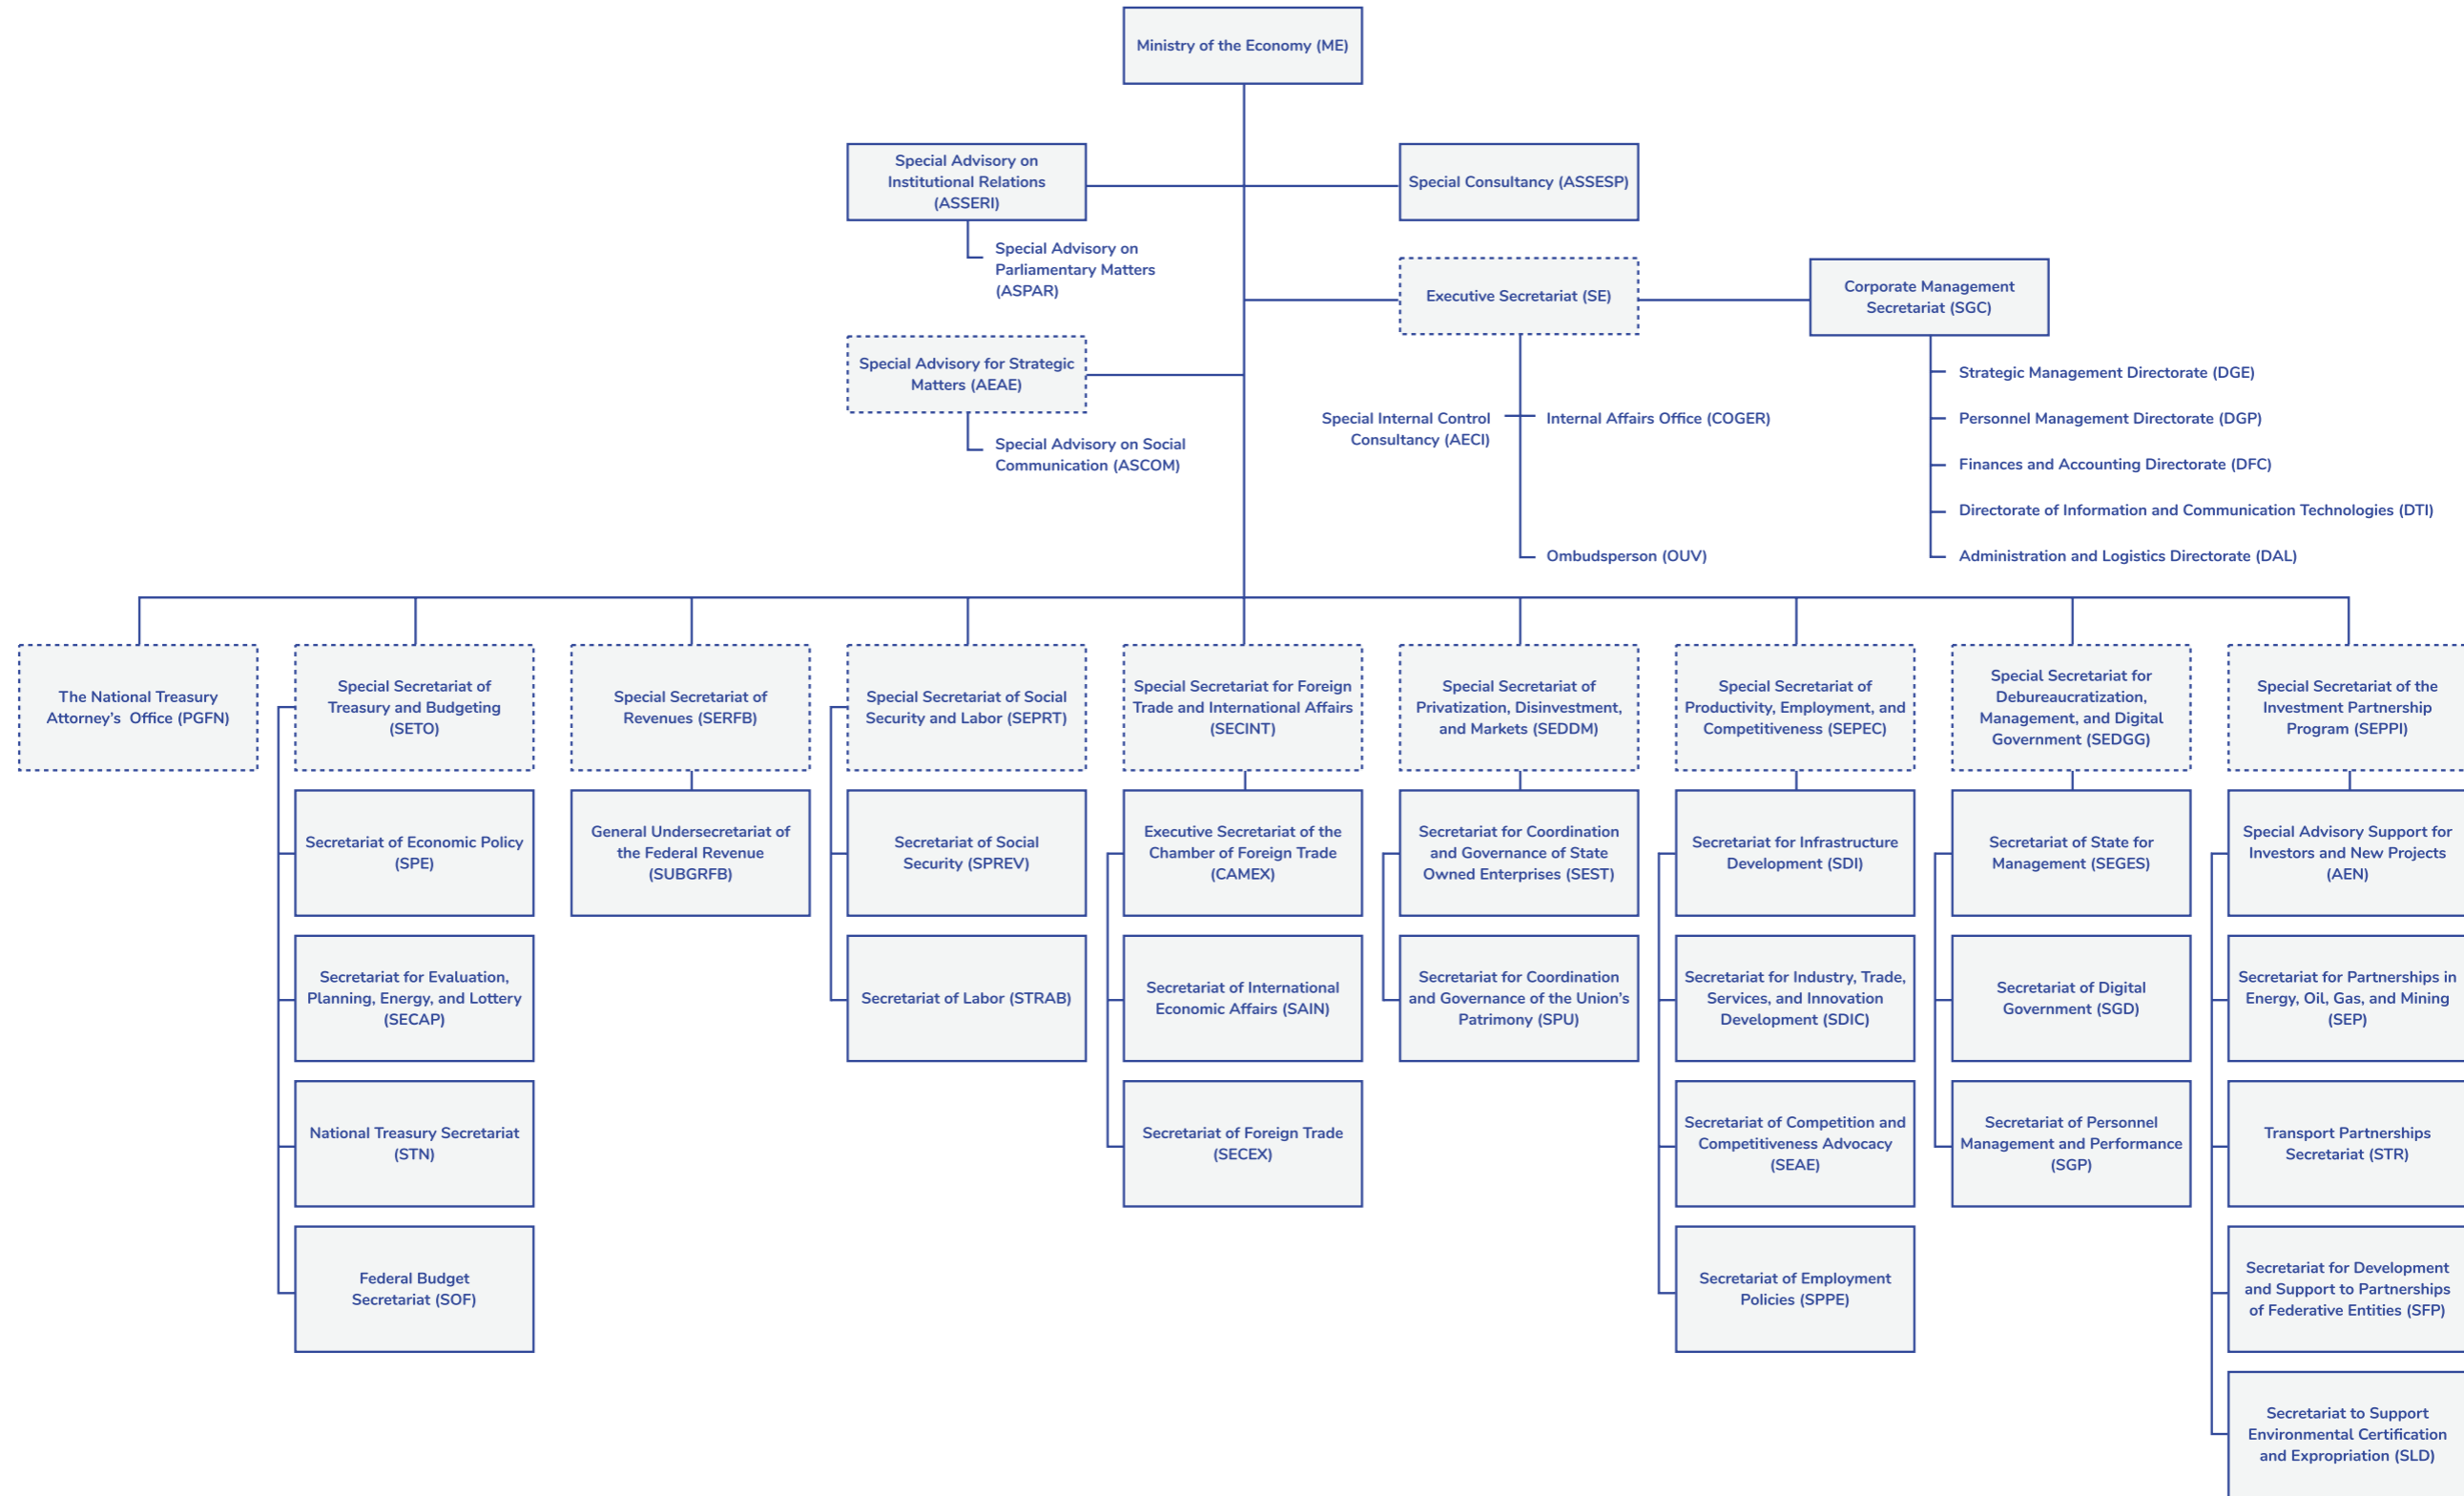 Ministry of the Economy (ME)
Special Advisory on
Institutional Relations
(ASSERI)
Special Consultancy (ASSESP)
Special Advisory on
Parliamentary Matters
(ASPAR)
Executive Secretariat (SE)
Corporate Management
Secretariat (SGC)
Special Advisory for Strategic
Matters (AEAE)
Special Advisory on Social
Communication (ASCOM)
Special Internal Control
Consultancy (AECI)
Internal Affairs Office (COGER)
Ombudsperson (OUV)
Strategic Management Directorate (DGE)
Personnel Management Directorate (DGP)
Finances and Accounting Directorate (DFC)
Directorate of Information and Communication Technologies (DTI)
Administration and Logistics Directorate (DAL)
The National Treasury
Attorney’s Office (PGFN)
Special Secretariat of
Treasury and Budgeting
(SETO)
Secretariat of Economic Policy
(SPE)
Secretariat for Evaluation,
Planning, Energy, and Lottery
(SECAP)
National Treasury Secretariat
(STN)
Federal Budget
Secretariat (SOF)
Special Secretariat of
Revenues (SERFB)
General Undersecretariat of
the Federal Revenue
(SUBGRFB)
Special Secretariat of Social
Security and Labor (SEPRT)
Secretariat of Social
Security (SPREV)
Secretariat of Labor (STRAB)
Special Secretariat for Foreign
Trade and International Affairs
(SECINT)
Executive Secretariat of the
Chamber of Foreign Trade
(CAMEX)
Secretariat of International
Economic Affairs (SAIN)
Secretariat of Foreign Trade
(SECEX)
Special Secretariat of
Privatization, Disinvestment,
and Markets (SEDDM)
Secretariat for Coordination
and Governance of State
Owned Enterprises (SEST)
Secretariat for Coordination
and Governance of the Union’s
Patrimony (SPU)
Special Secretariat of
Productivity, Employment, and
Competitiveness (SEPEC)
Secretariat for Infrastructure
Development (SDI)
Secretariat for Industry, Trade,
Services, and Innovation
Development (SDIC)
Secretariat of Competition and
Competitiveness Advocacy
(SEAE)
Secretariat of Employment
Policies (SPPE)
Special Secretariat for
Debureaucratization,
Management, and Digital
Government (SEDGG)
Secretariat of State for
Management (SEGES)
Secretariat of Digital
Government (SGD)
Secretariat of Personnel
Management and Performance
(SGP)
Special Secretariat of the
Investment Partnership
Program (SEPPI)
Special Advisory Support for
Investors and New Projects
(AEN)
Secretariat for Partnerships in
Energy, Oil, Gas, and Mining
(SEP)
Transport Partnerships
Secretariat (STR)
Secretariat for Development
and Support to Partnerships
of Federative Entities (SFP)
Secretariat to Support
Environmental Certification
and Expropriation (SLD)